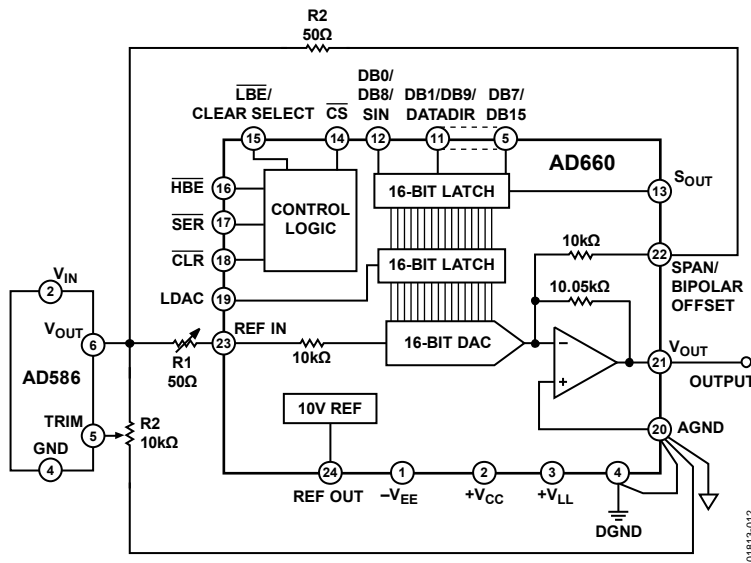 R2
50Ω
LBE/
CLEAR SELECT
CS
DB0/
DB8/
SIN
DB1/DB9/
DATADIR
DB7/
DB15
15
14
12
11
5
AD660
HBE
16
SER
17
CLR
18
LDAC
19
CONTROL
LOGIC
16-BIT LATCH
13
SOUT
16-BIT LATCH
10kΩ
22
SPAN/
BIPOLAR
OFFSET
10.05kΩ
2
VIN
VOUT
6
AD586
TRIM
5
GND
4
R1
50Ω
R2
10kΩ
23
REF IN
10kΩ
16-BIT DAC
−
+
VOUT
21
OUTPUT
10V REF
20
AGND
24
REF OUT
1
−VEE
2
+VCC
3
+VLL
4
DGND
01813-012